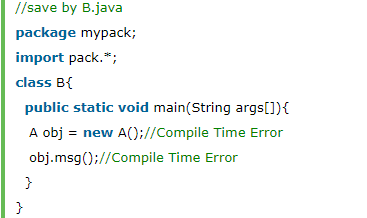 //save by B.java
package mypack;
import pack.*;
class B{
public static void main(String args[]){
A obj = new A();//Compile Time Error
obj.msg();//Compile Time Error
}
}